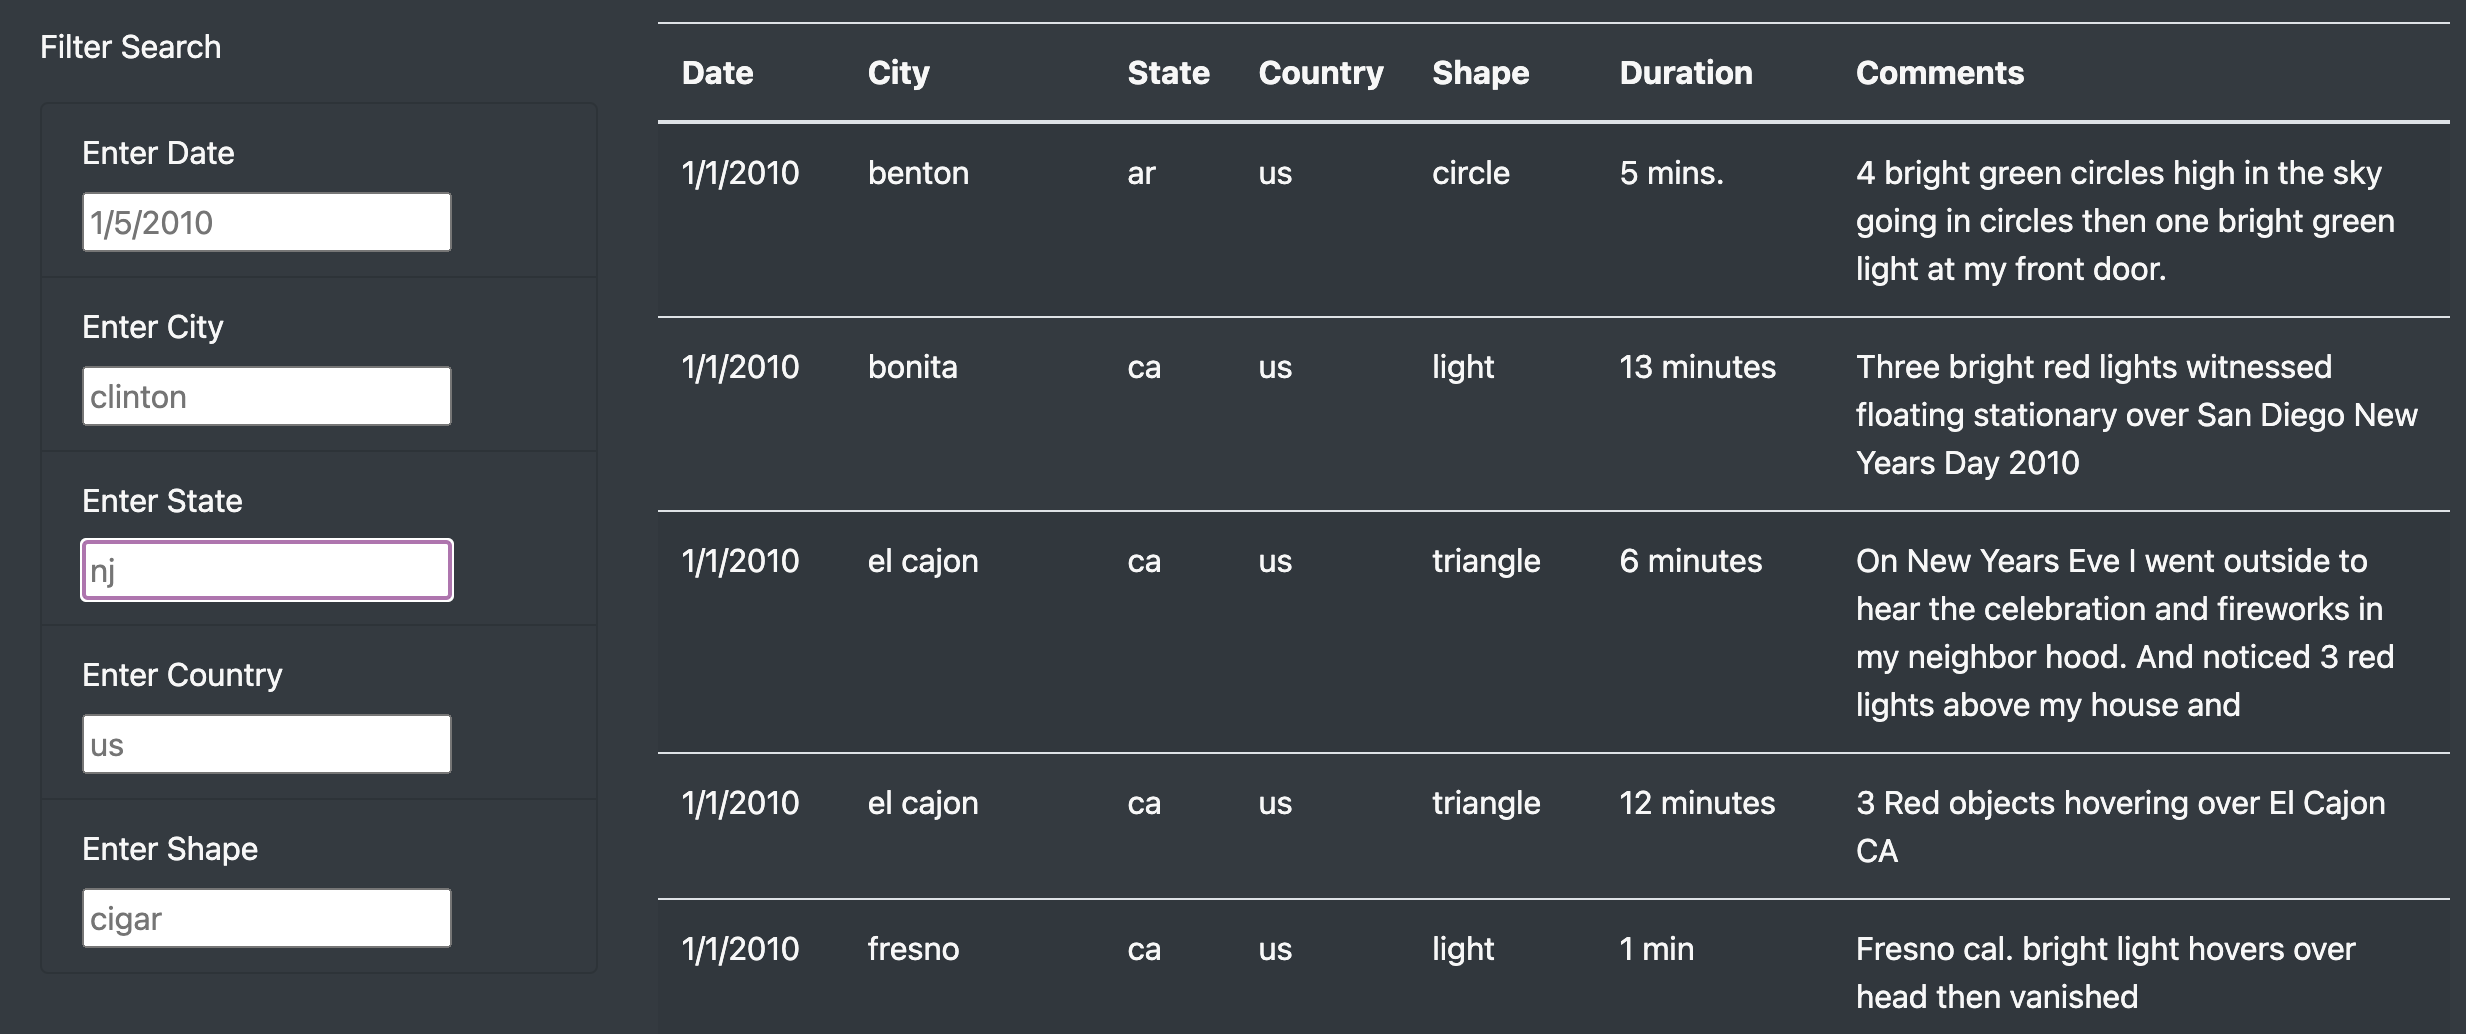 Filter Search
Enter Date
1/5/2010
Enter City
clinton
Enter State
nj
Enter Country
us
Enter Shape
cigar
Date City State Country Shape Duration Comments
1/1/2010 benton ar us circle 5 mins. 4 bright green circles high in the sky
going in circles then one bright green
light at my front door.
1/1/2010 bonita ca us light 13 minutes Three bright red lights witnessed
floating stationary over San Diego New
Years Day 2010
1/1/2010 el cajon ca us triangle 6 minutes On New Years Eve I went outside to
hear the celebration and fireworks in
my neighbor hood. And noticed 3 red
lights above my house and
1/1/2010 el cajon ca us triangle 12 minutes 3 Red objects hovering over El Cajon
CA
1/1/2010 fresno ca us light 1 min Fresno cal. bright light hovers over
head then vanished